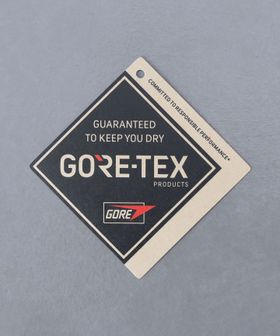 GUARANTEED
TO KEEP YOU DRY
GORE-TEX
PRODUCTS
GORE
COMMITTED TO RESPONSIBLE PERFORMANCE*